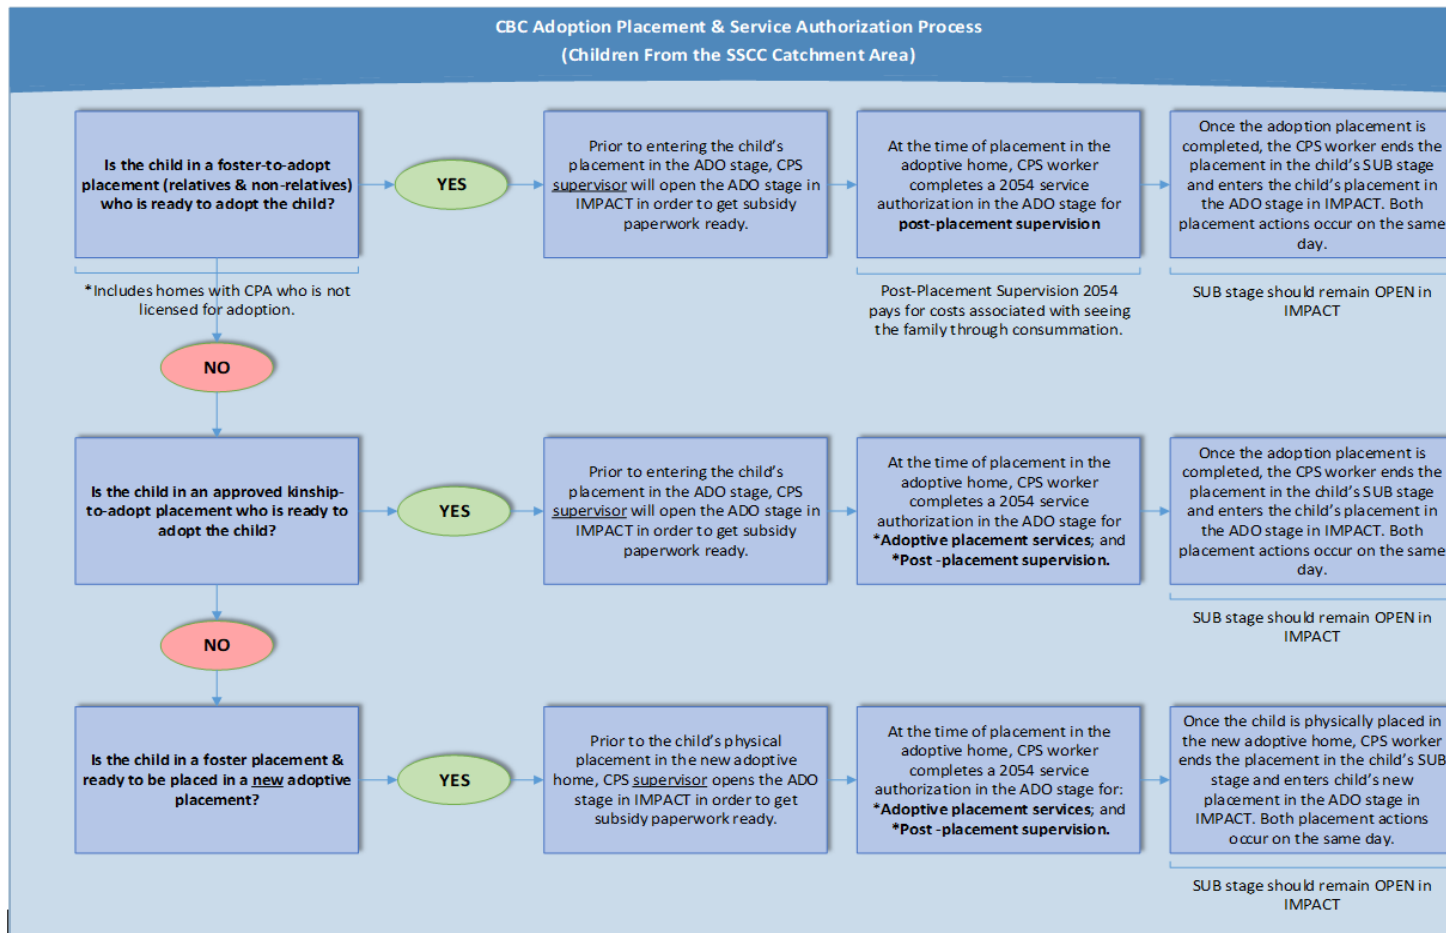 CBC Adoption Placement & Service Authorization Process
(Children From the SSCC Catchment Area)
Is the child in a foster-to-adopt
placement (relatives & non-relatives)
who is ready to adopt the child?
YES
Prior to entering the child's
placement in the ADO stage, CPS
supervisor will open the ADO stage in
IMPACT in order to get subsidy
paperwork ready.
At the time of placement in the
adoptive home, CPS worker
completes a 2054 service
authorization in the ADO stage for
post-placement supervision
Once the adoption placement is
completed, the CPS worker ends the
placement in the child's SUB stage
and enters the child's placement in
the ADO stage in IMPACT. Both
placement actions occur on the same
day.
*Includes homes with CPA who is not
licensed for adoption.
Post-Placement Supervision 2054
pays for costs associated with seeing
the family through consummation.
SUB stage should remain OPEN in
IMPACT
NO
Is the child in an approved kinship-
to-adopt placement who is ready to
adopt the child?
YES
Prior to entering the child's
placement in the ADO stage, CPS
supervisor will open the ADO stage in
IMPACT in order to get subsidy
paperwork ready.
At the time of placement in the
adoptive home, CPS worker
completes a 2054 service
authorization in the ADO stage for
*Adoptive placement services; and
*Post -placement supervision.
Once the adoption placement is
completed, the CPS worker ends the
placement in the child's SUB stage
and enters the child's placement in
the ADO stage in IMPACT. Both
placement actions occur on the same
day.
SUB stage should remain OPEN in
IMPACT
NO
Is the child in a foster placement &
ready to be placed in a new adoptive
placement?
YES
Prior to the child's physical
placement in the new adoptive
home, CPS supervisor opens the ADO
stage in IMPACT in order to get
subsidy paperwork ready.
At the time of placement in the
adoptive home, CPS worker
completes a 2054 service
authorization in the ADO stage for:
*Adoptive placement services; and
*Post -placement supervision.
Once the child is physically placed in
the new adoptive home, CPS worker
ends the placement in the child's SUB
stage and enters child's new
placement in the ADO stage in
IMPACT. Both placement actions
occur on the same day.
SUB stage should remain OPEN in
IMPACT